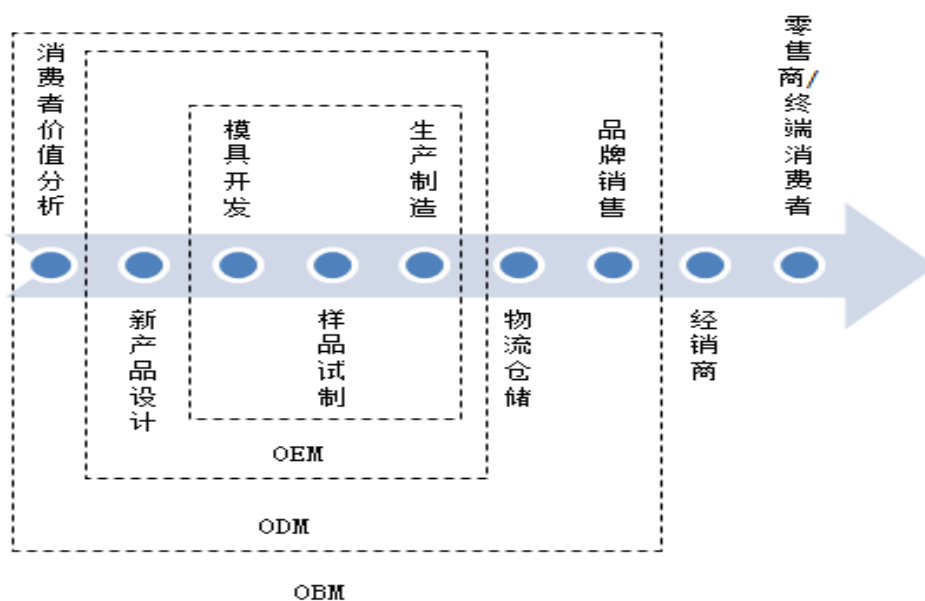 消费者价值分析
新产品设计
模具开发
样品试制
生产制造
物流仓储
品牌销售
经销商
零售商/终端消费者
OEM
ODM
OBM